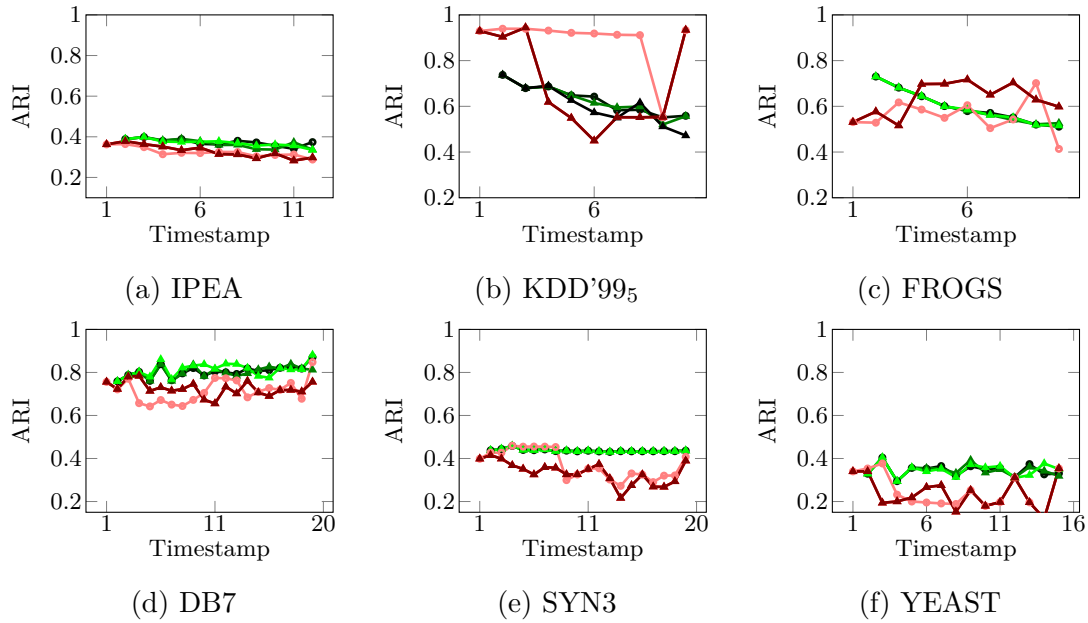 1
0.8
0.6
0.4
0.2
ARI
1
6
11
Timestamp
(a) IPEA
1
0.8
0.6
0.4
0.2
ARI
1
6
Timestamp
(b) KDD'99₅
1
0.8
0.6
0.4
0.2
ARI
1
6
Timestamp
(c) FROGS
1
0.8
0.6
0.4
0.2
ARI
1
11
20
Timestamp
(d) DB7
1
0.8
0.6
0.4
0.2
ARI
1
11
20
Timestamp
(e) SYN3
1
0.8
0.6
0.4
0.2
ARI
1
6
11
16
Timestamp
(f) YEAST